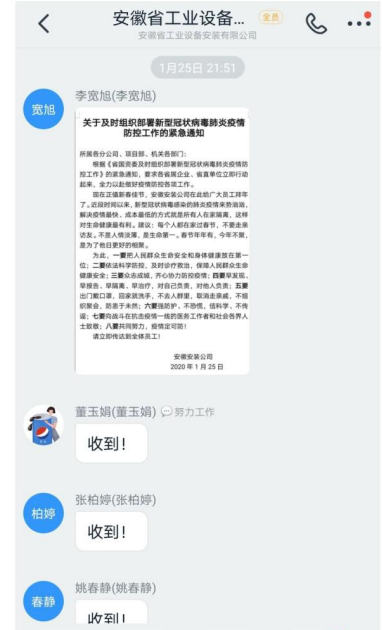 安徽省工业设备... 全员
安徽省工业设备安装有限公司
1月25日 21:51
李宽旭(李宽旭)
宽旭
关于及时组织部署新型冠状病毒肺炎疫情
防控工作的紧急通知
所属各分公司、项目部、机关各部门：
根据《省国资委及时组织部署新型冠状病毒肺炎疫情防
控工作》的紧急通知，要求各省属企业、省直单位立即行动
起来，全力以赴做好疫情防控各项工作。
现在正值新春佳节，安徽安装公司在此给广大员工拜年
了。近段时间以来，新型冠状病毒感染的肺炎疫情来势汹汹，
解决疫情最快、成本最低的方式就是所有人在家隔离，这样
对生命健康最有利。建议：每个人都在家过春节，不要走亲
访友。不是人情淡薄，是生命第一。春节年年有，今年不聚，
是为了他日更好的相聚。
为此，一要把人民群众生命安全和身体健康放在第一
位；二要依法科学防控，及时诊疗救治，保障人民群众生命
健康安全；三要众志成城，齐心协力防控疫情；四要早发现、
早报告、早隔离、早治疗，对自己负责，对他人负责；五要
出门戴口罩，回家就洗手，不去人群里，取消走亲戚，不组
织聚会，防患于未然；六要强防护，不恐慌，信科学，不传
谣；七要向战斗在抗击疫情一线的医务工作者和社会各界人
士致敬；八要共同努力，疫情定可防！
请立即传达到全体员工！
安徽安装公司
2020 年 1 月 25 日
董玉娟(董玉娟) 努力工作
收到！
张柏婷(张柏婷)
柏婷
收到！
姚春静(姚春静)
春静
收到！